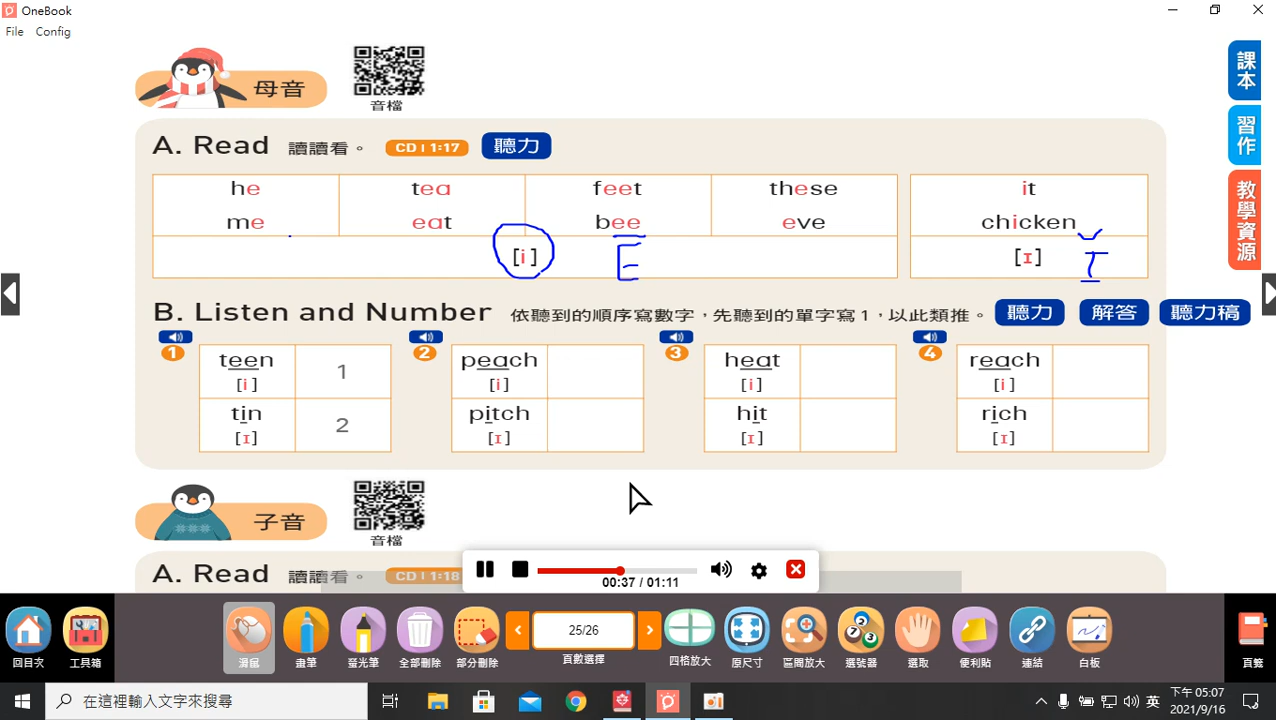 OneBook
File Config
母音
音檔
課本
習作
教學資源
A. Read 讀讀看。 CD I 1:17 聽力
he tea feet these it
me eat bee eve chicken
[i] E [ɪ] ĭ
B. Listen and Number 依聽到的順序寫數字，先聽到的單字寫 1，以此類推。 聽力 解答 聽力稿
1 teen 1 2 peach 3 heat 4 reach
[i] [i] [i] [i]
tin 2 pitch hit rich
[ɪ] [ɪ] [ɪ] [ɪ]
子音
音檔
A. Read 讀讀看。 CD I 1:18
00:37 / 01:11
25/26
回目次 工具箱 滑鼠 畫筆 螢光筆 全部刪除 部分刪除 頁數選擇 四格放大 原尺寸 區間放大 選號器 選取 便利貼 連結 白板 頁籤
在這裡輸入文字來搜尋
英
下午 05:07
2021/9/16